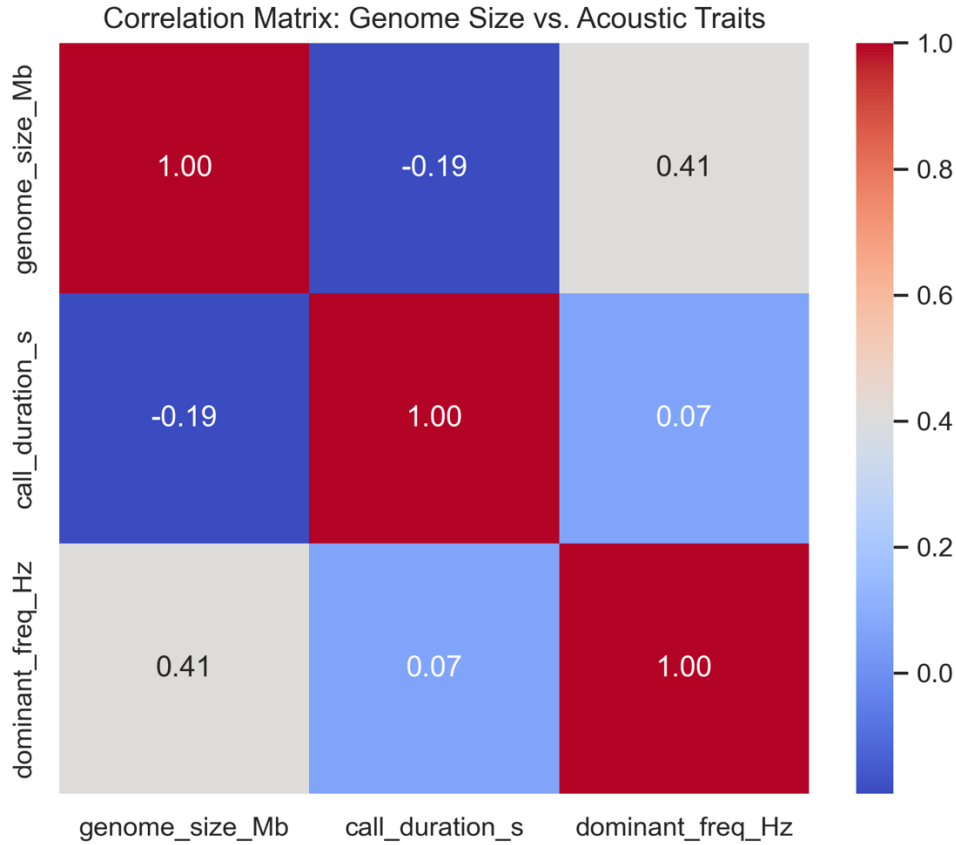 Correlation Matrix: Genome Size vs. Acoustic Traits
genome_size_Mb
1.00
-0.19
0.41
call_duration_s
-0.19
1.00
0.07
dominant_freq_Hz
0.41
0.07
1.00
genome_size_Mb
call_duration_s
dominant_freq_Hz
1.0
0.8
0.6
0.4
0.2
0.0